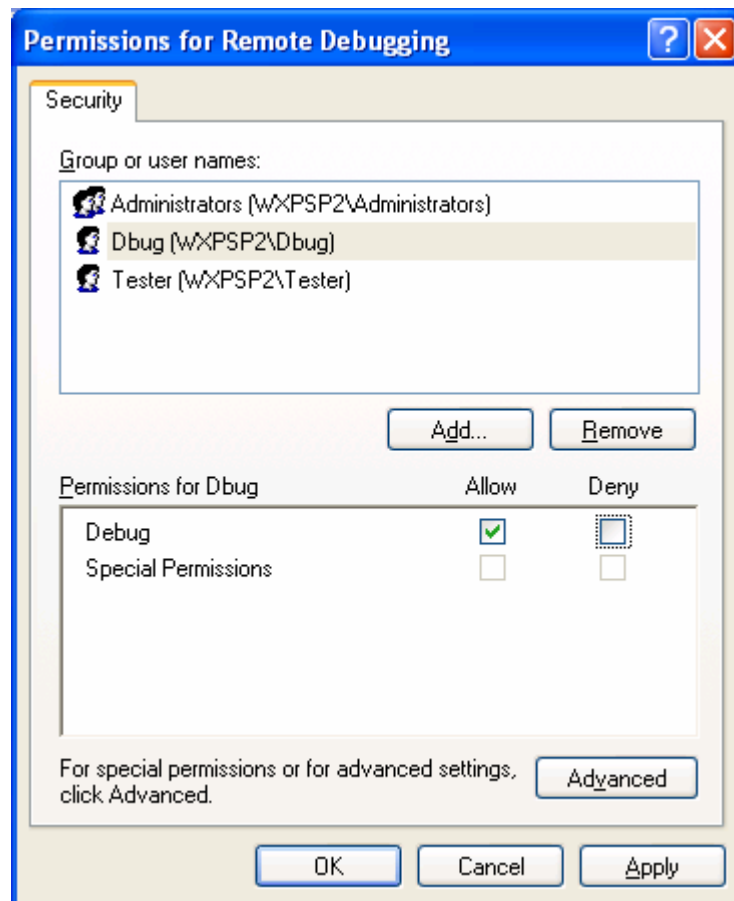 Permissions for Remote Debugging
Security
Group or user names:
Administrators (WXPSP2\Administrators)
Dbug (WXPSP2\Dbug)
Tester (WXPSP2\Tester)
Add... Remove
Permissions for Dbug Allow Deny
Debug
Special Permissions
For special permissions or for advanced settings,
click Advanced.
Advanced
OK Cancel Apply